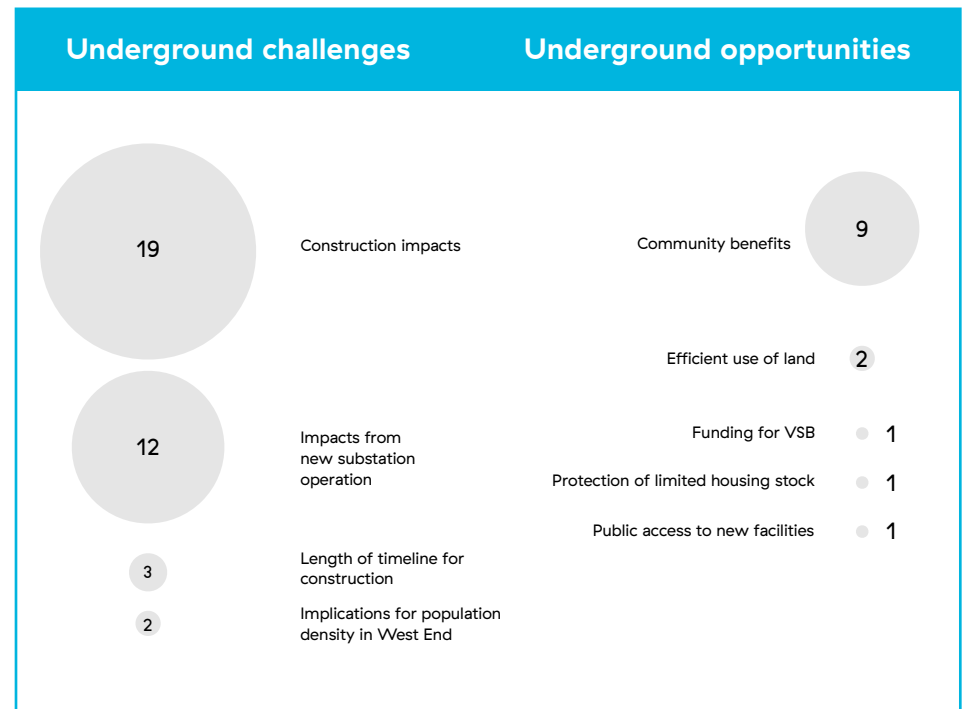 Underground challenges
Underground opportunities
19
Construction impacts
12
Impacts from
new substation
operation
3
Length of timeline for
construction
2
Implications for population
density in West End
Community benefits
9
Efficient use of land
2
Funding for VSB
1
Protection of limited housing stock
1
Public access to new facilities
1